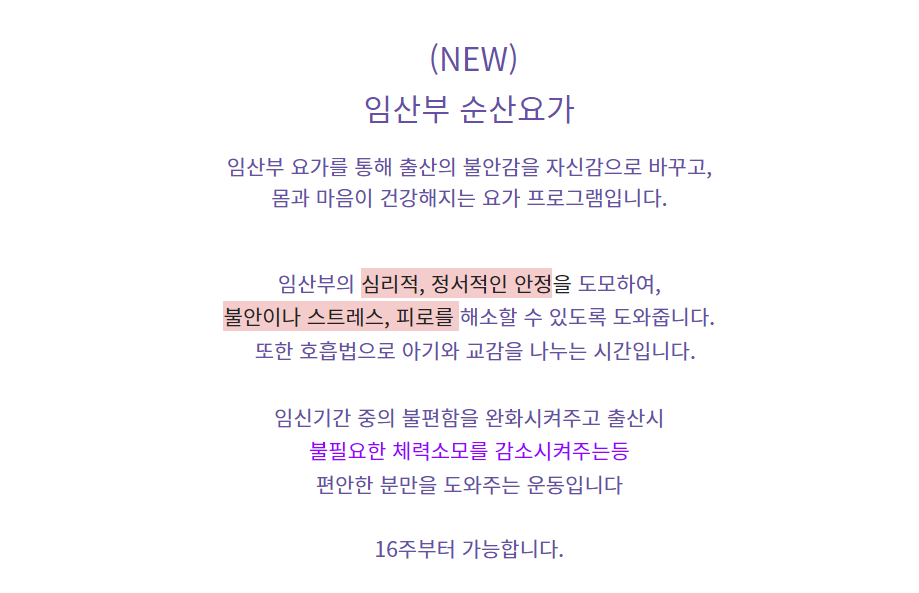 (NEW)
임산부 순산요가
임산부 요가를 통해 출산의 불안감을 자신감으로 바꾸고,
몸과 마음이 건강해지는 요가 프로그램입니다.
임산부의 심리적, 정서적인 안정을 도모하여,
불안이나 스트레스, 피로를 해소할 수 있도록 도와줍니다.
또한 호흡법으로 아기와 교감을 나누는 시간입니다.
임신기간 중의 불편함을 완화시켜주고 출산시
불필요한 체력소모를 감소시켜주는등
편안한 분만을 도와주는 운동입니다
16주부터 가능합니다.